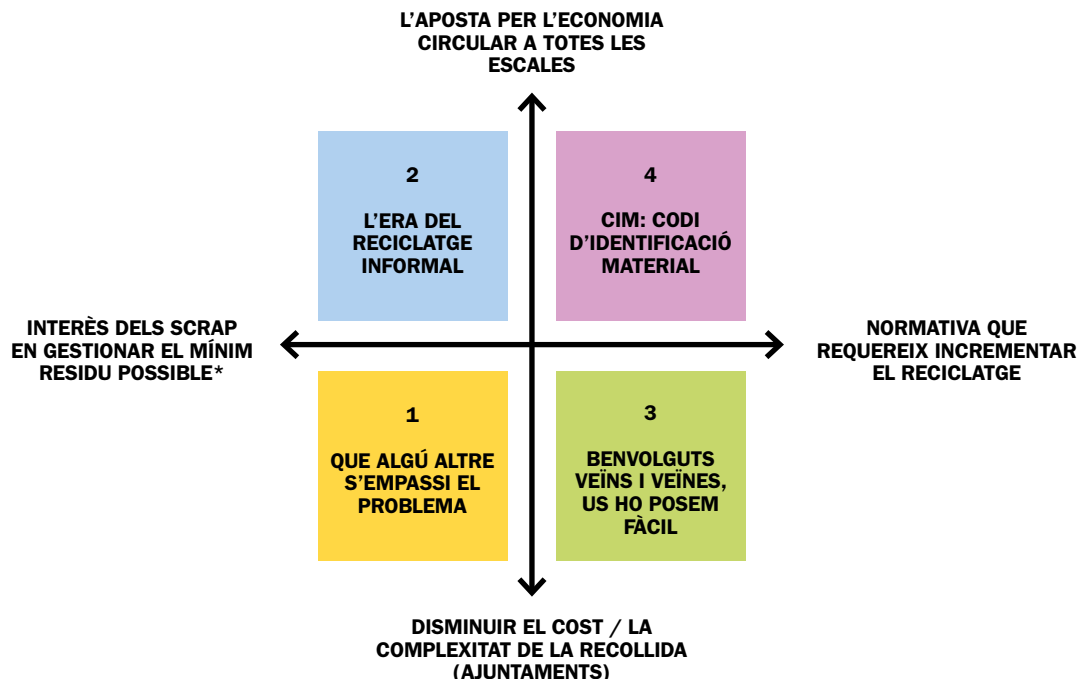 L'APOSTA PER L'ECONOMIA
CIRCULAR A TOTES LES
ESCALES
2
L'ERA DEL
RECICLATGE
INFORMAL
4
CIM: CODI
D'IDENTIFICACIÓ
MATERIAL
INTERÈS DELS SCRAP
EN GESTIONAR EL MÍNIM
RESIDU POSSIBLE*
NORMATIVA QUE
REQUEREIX INCREMENTAR
EL RECICLATGE
1
QUE ALGÚ ALTRE
S'EMPASSI EL
PROBLEMA
3
BENVOLGUTS
VEÏNS I VEÏNES,
US HO POSEM
FÀCIL
DISMINUIR EL COST / LA
COMPLEXITAT DE LA RECOLLIDA
(AJUNTAMENTS)